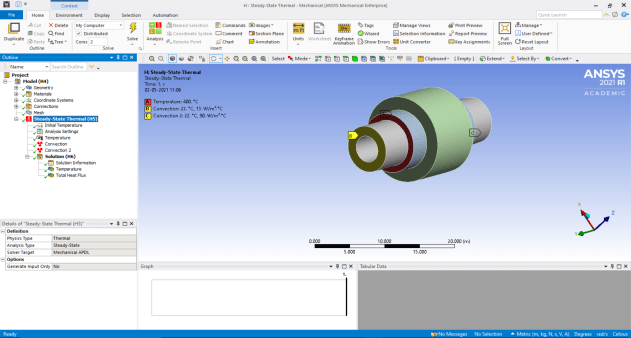 H : Steady-State Thermal - Mechanical [ANSYS Mechanical Enterprise]
Context
File Home Environment Display Selection Automation
Quick Launch
Duplicate
Cut
Copy
Paste
Delete
Find
Tree
Outline
My Computer
Distributed
Cores 2
Solve
Solve
Analysis
Named Selection
Coordinate System
Remote Point
Commands
Comment
Chart
Images
Section Plane
Annotation
Insert
Units
Worksheet
Keyframe Animation
Tags
Wizard
Show Errors
Manage Views
Selection Information
Unit Converter
Print Preview
Report Preview
Key Assignments
Tools
Full Screen
Manage
User Defined
Reset Layout
Layout
Select Mode Clipboard [ Empty ] Extend Select By Convert
Outline
Name Search Outline
Project
Model (H4)
Geometry
Materials
Coordinate Systems
Connections
Mesh
Steady-State Thermal (H5)
Initial Temperature
Analysis Settings
Temperature
Convection
Convection 2
Solution (H6)
Solution Information
Temperature
Total Heat Flux
Details of "Steady-State Thermal (H5)"
Definition
Physics Type Thermal
Analysis Type Steady-State
Solver Target Mechanical APDL
Options
Generate Input Only No
H: Steady-State Thermal
Steady-State Thermal
Time: 1. s
02-05-2021 11:06
A Temperature: 400. °C
B Convection: 22. °C, 15. W/m²·°C
C Convection 2: 22. °C, 90. W/m²·°C
ANSYS
2021 R1
ACADEMIC
B
C
X
Z
0.000 10.000 20.000 (m)
5.000 15.000
Graph
1.
Tabular Data
Ready
No Messages No Selection Metric (m, kg, N, s, V, A) Degrees rad/s Celsius